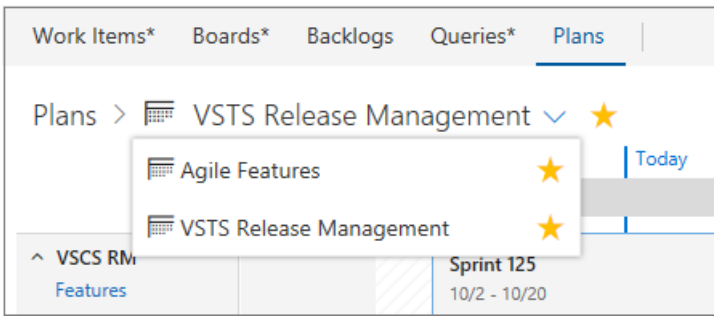 Work Items* Boards* Backlogs Queries* Plans
Plans > VSTS Release Management
Today
Agile Features
VSTS Release Management
VSCS RM
Sprint 125
Features
10/2 - 10/20